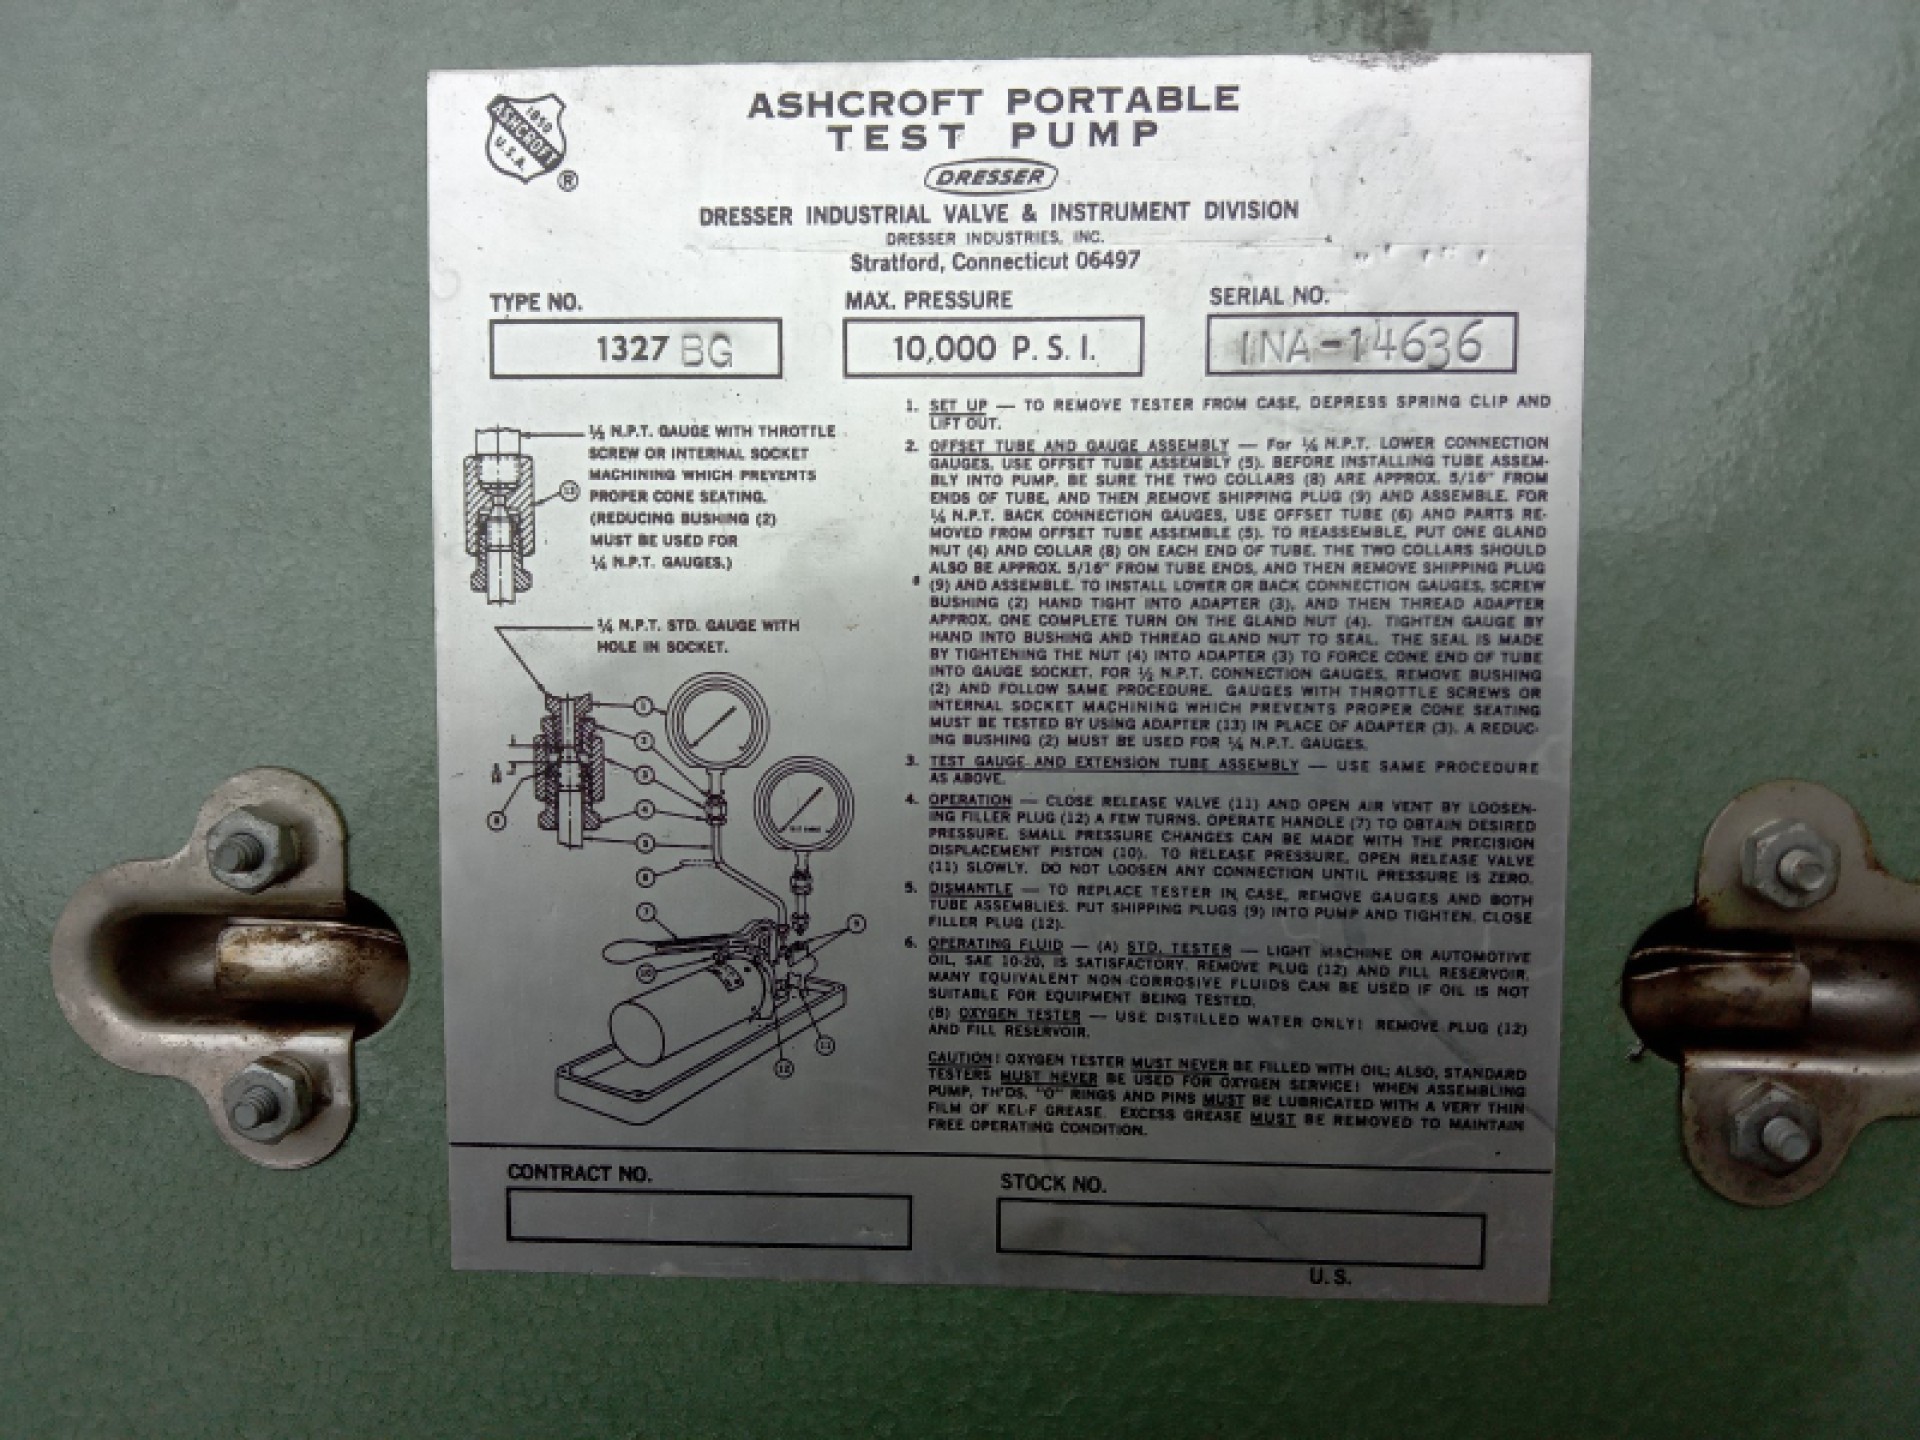 1850
ASHCROFT
U.S.A.
®
ASHCROFT PORTABLE
TEST PUMP
DRESSER
DRESSER INDUSTRIAL VALVE & INSTRUMENT DIVISION
DRESSER INDUSTRIES, INC.
Stratford, Connecticut 06497
TYPE NO.
1327 BG
MAX. PRESSURE
10,000 P. S. I.
SERIAL NO.
INA-14636
½ N.P.T. GAUGE WITH THROTTLE
SCREW OR INTERNAL SOCKET
MACHINING WHICH PREVENTS
PROPER CONE SEATING.
(REDUCING BUSHING (2)
MUST BE USED FOR
¼ N.P.T. GAUGES.)
13
¼ N.P.T. STD. GAUGE WITH
HOLE IN SOCKET.
1
2
3
4
5
6
7
8
9
10
11
12
1. SET UP — TO REMOVE TESTER FROM CASE, DEPRESS SPRING CLIP AND
LIFT OUT.
2. OFFSET TUBE AND GAUGE ASSEMBLY — For ¼ N.P.T. LOWER CONNECTION
GAUGES, USE OFFSET TUBE ASSEMBLY (5). BEFORE INSTALLING TUBE ASSEM-
BLY INTO PUMP, BE SURE THE TWO COLLARS (8) ARE APPROX. 5/16" FROM
ENDS OF TUBE, AND THEN REMOVE SHIPPING PLUG (9) AND ASSEMBLE. FOR
¼ N.P.T. BACK CONNECTION GAUGES, USE OFFSET TUBE (6) AND PARTS RE-
MOVED FROM OFFSET TUBE ASSEMBLE (5). TO REASSEMBLE, PUT ONE GLAND
NUT (4) AND COLLAR (8) ON EACH END OF TUBE. THE TWO COLLARS SHOULD
ALSO BE APPROX. 5/16" FROM TUBE ENDS, AND THEN REMOVE SHIPPING PLUG
(9) AND ASSEMBLE. TO INSTALL LOWER OR BACK CONNECTION GAUGES, SCREW
BUSHING (2) HAND TIGHT INTO ADAPTER (3), AND THEN THREAD ADAPTER
APPROX. ONE COMPLETE TURN ON THE GLAND NUT (4). TIGHTEN GAUGE BY
HAND INTO BUSHING AND THREAD GLAND NUT TO SEAL. THE SEAL IS MADE
BY TIGHTENING THE NUT (4) INTO ADAPTER (3) TO FORCE CONE END OF TUBE
INTO GAUGE SOCKET. FOR ½ N.P.T. CONNECTION GAUGES, REMOVE BUSHING
(2) AND FOLLOW SAME PROCEDURE. GAUGES WITH THROTTLE SCREWS OR
INTERNAL SOCKET MACHINING WHICH PREVENTS PROPER CONE SEATING
MUST BE TESTED BY USING ADAPTER (13) IN PLACE OF ADAPTER (3). A REDUC-
ING BUSHING (2) MUST BE USED FOR ¼ N.P.T. GAUGES.
3. TEST GAUGE AND EXTENSION TUBE ASSEMBLY — USE SAME PROCEDURE
AS ABOVE.
4. OPERATION — CLOSE RELEASE VALVE (11) AND OPEN AIR VENT BY LOOSEN-
ING FILLER PLUG (12) A FEW TURNS. OPERATE HANDLE (7) TO OBTAIN DESIRED
PRESSURE. SMALL PRESSURE CHANGES CAN BE MADE WITH THE PRECISION
DISPLACEMENT PISTON (10). TO RELEASE PRESSURE, OPEN RELEASE VALVE
(11) SLOWLY. DO NOT LOOSEN ANY CONNECTION UNTIL PRESSURE IS ZERO.
5. DISMANTLE — TO REPLACE TESTER IN CASE, REMOVE GAUGES AND BOTH
TUBE ASSEMBLIES. PUT SHIPPING PLUGS (9) INTO PUMP AND TIGHTEN. CLOSE
FILLER PLUG (12).
6. OPERATING FLUID — (A) STD. TESTER — LIGHT MACHINE OR AUTOMOTIVE
OIL, SAE 10-20, IS SATISFACTORY. REMOVE PLUG (12) AND FILL RESERVOIR.
MANY EQUIVALENT NON-CORROSIVE FLUIDS CAN BE USED IF OIL IS NOT
SUITABLE FOR EQUIPMENT BEING TESTED.
(B) OXYGEN TESTER — USE DISTILLED WATER ONLY! REMOVE PLUG (12)
AND FILL RESERVOIR.
CAUTION! OXYGEN TESTER MUST NEVER BE FILLED WITH OIL; ALSO, STANDARD
TESTERS MUST NEVER BE USED FOR OXYGEN SERVICE! WHEN ASSEMBLING
PUMP, TH'DS, "O" RINGS AND PINS MUST BE LUBRICATED WITH A VERY THIN
FILM OF KEL-F GREASE. EXCESS GREASE MUST BE REMOVED TO MAINTAIN
FREE OPERATING CONDITION.
CONTRACT NO.
STOCK NO.
U.S.